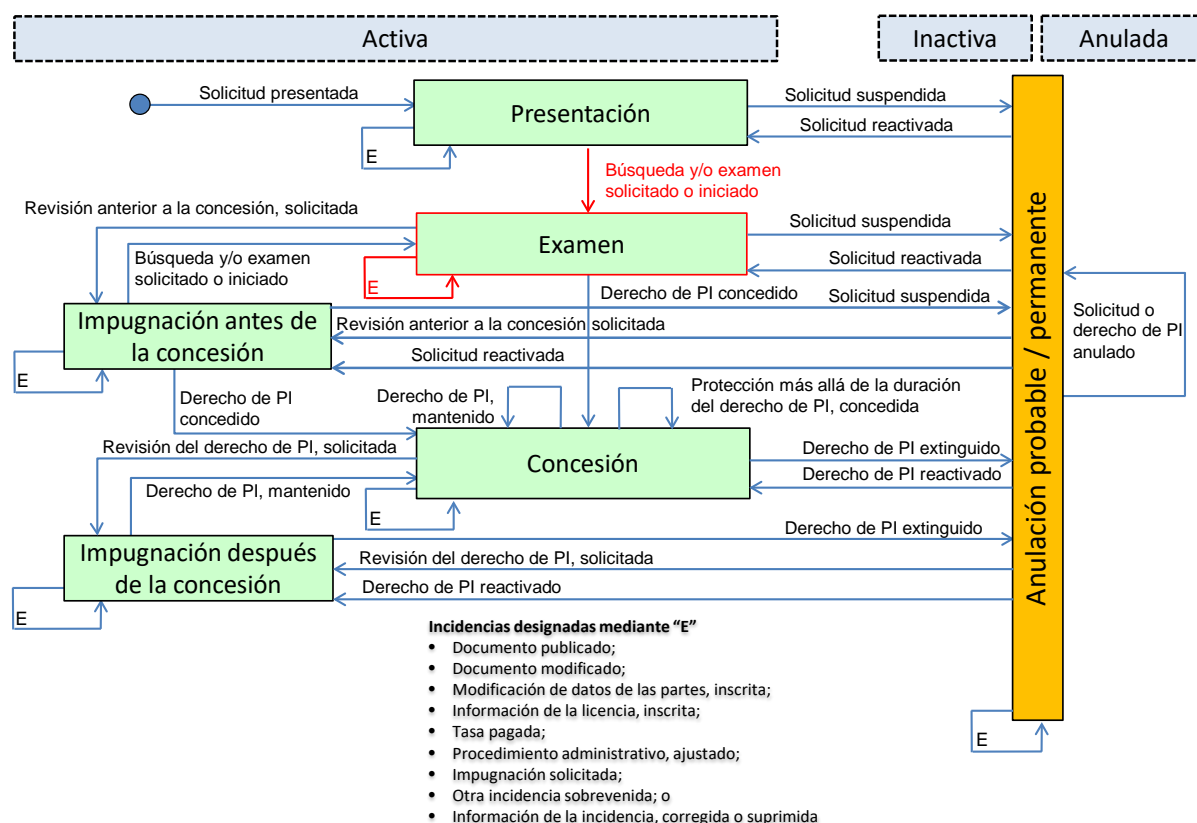 Activa
Inactiva
Anulada
Solicitud presentada
Presentación
Solicitud suspendida
Solicitud reactivada
E
Búsqueda y/o examen
solicitado o iniciado
Revisión anterior a la concesión, solicitada
Examen
Solicitud suspendida
Solicitud reactivada
Búsqueda y/o examen
solicitado o iniciado
E
Derecho de PI concedido
Solicitud suspendida
Impugnación antes de
la concesión
Revisión anterior a la concesión solicitada
Solicitud reactivada
E
Solicitud o
derecho de PI
anulado
Anulación probable / permanente
Derecho de PI
concedido
Derecho de PI,
mantenido
Protección más allá de la duración
del derecho de PI, concedida
Revisión del derecho de PI, solicitada
Concesión
Derecho de PI extinguido
Derecho de PI reactivado
Derecho de PI, mantenido
E
Impugnación después
de la concesión
Derecho de PI extinguido
Revisión del derecho de PI, solicitada
Derecho de PI reactivado
E
Incidencias designadas mediante “E”
• Documento publicado;
• Documento modificado;
• Modificación de datos de las partes, inscrita;
• Información de la licencia, inscrita;
• Tasa pagada;
• Procedimiento administrativo, ajustado;
• Impugnación solicitada;
• Otra incidencia sobrevenida; o
• Información de la incidencia, corregida o suprimida
E